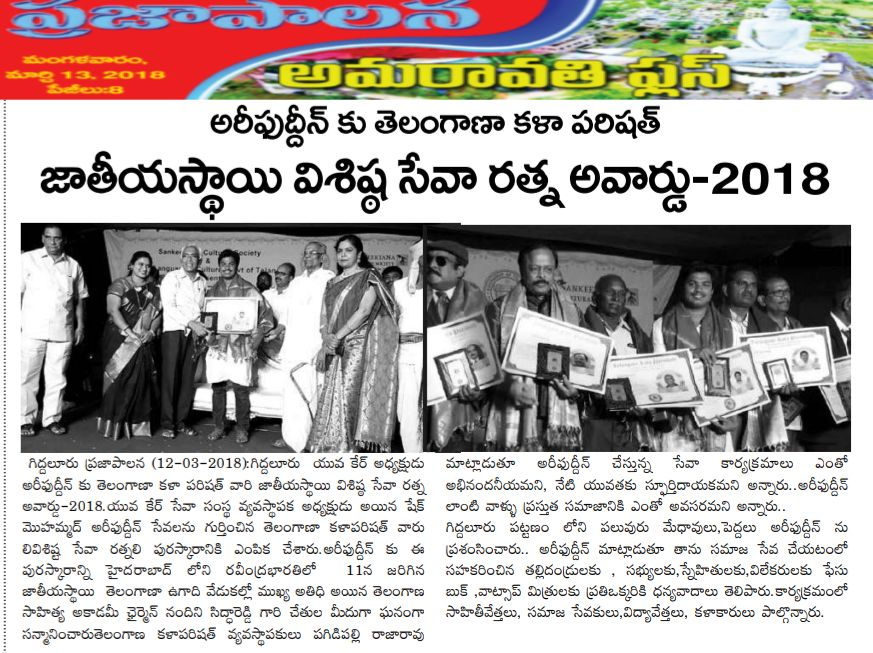 ప్రజాపాలన
మంగళవారం,
మార్చి 13, 2018
పేజీలు:8
అమరావతి ప్లస్
అరీఫుద్దీన్ కు తెలంగాణా కళా పరిషత్
జాతీయస్థాయి విశిష్ఠ సేవా రత్న అవార్డు-2018
గిద్దలూరు ప్రజాపాలన (12-03-2018):గిద్దలూరు యువ కేర్ అధ్యక్షుడు
అరీఫుద్దీన్ కు తెలంగాణ కళా పరిషత్ వారి జాతీయస్థాయి విశిష్ఠ సేవా రత్న
అవార్డు-2018.యువ కేర్ సేవా సంస్థ వ్యవస్థాపక అధ్యక్షుడు అయిన షేక్
మొహమ్మద్ అరీఫుద్దీన్ సేవలను గుర్తించిన తెలంగాణ కళాపరిషత్ వారు
లివిశిష్ట సేవా రత్నలి పురస్కారానికి ఎంపిక చేశారు.అరీఫుద్దీన్ కు ఈ
పురస్కారాన్ని హైదరాబాద్ లోని రవీంద్రభారతిలో 11న జరిగిన
జాతీయస్థాయి తెలంగాణా ఉగాది వేడుకల్లో ముఖ్య అతిధి అయిన తెలంగాణ
సాహిత్య అకాడమీ ఛైర్మెన్ నందిని సిద్ధారెడ్డి గారి చేతుల మీదుగా ఘనంగా
సన్మానించారుతెలంగాణ కళాపరిషత్ వ్యవస్థాపకులు పగిడిపల్లి రాజారావు
మాట్లాడుతూ అరీఫుద్దీన్ చేస్తున్న సేవా కార్యక్రమాలు ఎంతో
అభినందనీయమని, నేటి యువతకు స్ఫూర్తిదాయకమని అన్నారు..అరీఫుద్దీన్
లాంటి వాళ్ళు ప్రస్తుత సమాజానికి ఎంతో అవసరమని అన్నారు..
గిద్దలూరు పట్టణం లోని పలువురు మేధావులు,పెద్దలు అరీఫుద్దీన్ ను
ప్రశంసించారు.. అరీఫుద్దీన్ మాట్లాడుతూ తాను సమాజ సేవ చేయటంలో
సహకరించిన తల్లిదండ్రులకు , సభ్యులకు,స్నేహితులకు,విలేకరులకు ఫేసు
బుక్ ,వాట్సాప్ మిత్రులకు ప్రతిఒక్కరికి ధన్యవాదాలు తెలిపారు.కార్యక్రమంలో
సాహితీవేత్తలు, సమాజ సేవకులు,విద్యావేత్తలు, కళాకారులు పాల్గొన్నారు.